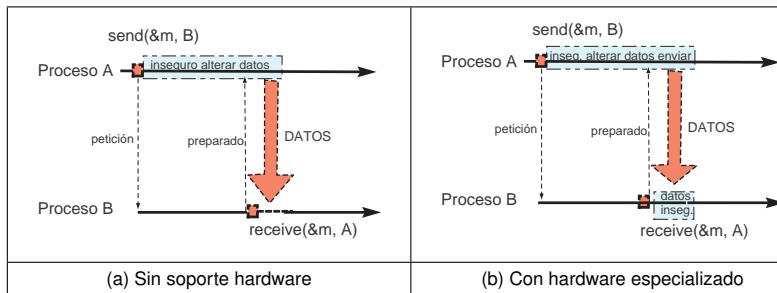 send(&m, B)
inseguro alterar datos
Proceso A
petición
preparado
DATOS
Proceso B
receive(&m, A)
(a) Sin soporte hardware
send(&m, B)
inseg. alterar datos enviar
Proceso A
petición
preparado
DATOS
Proceso B
datos
inseg.
receive(&m, A)
(b) Con hardware especializado